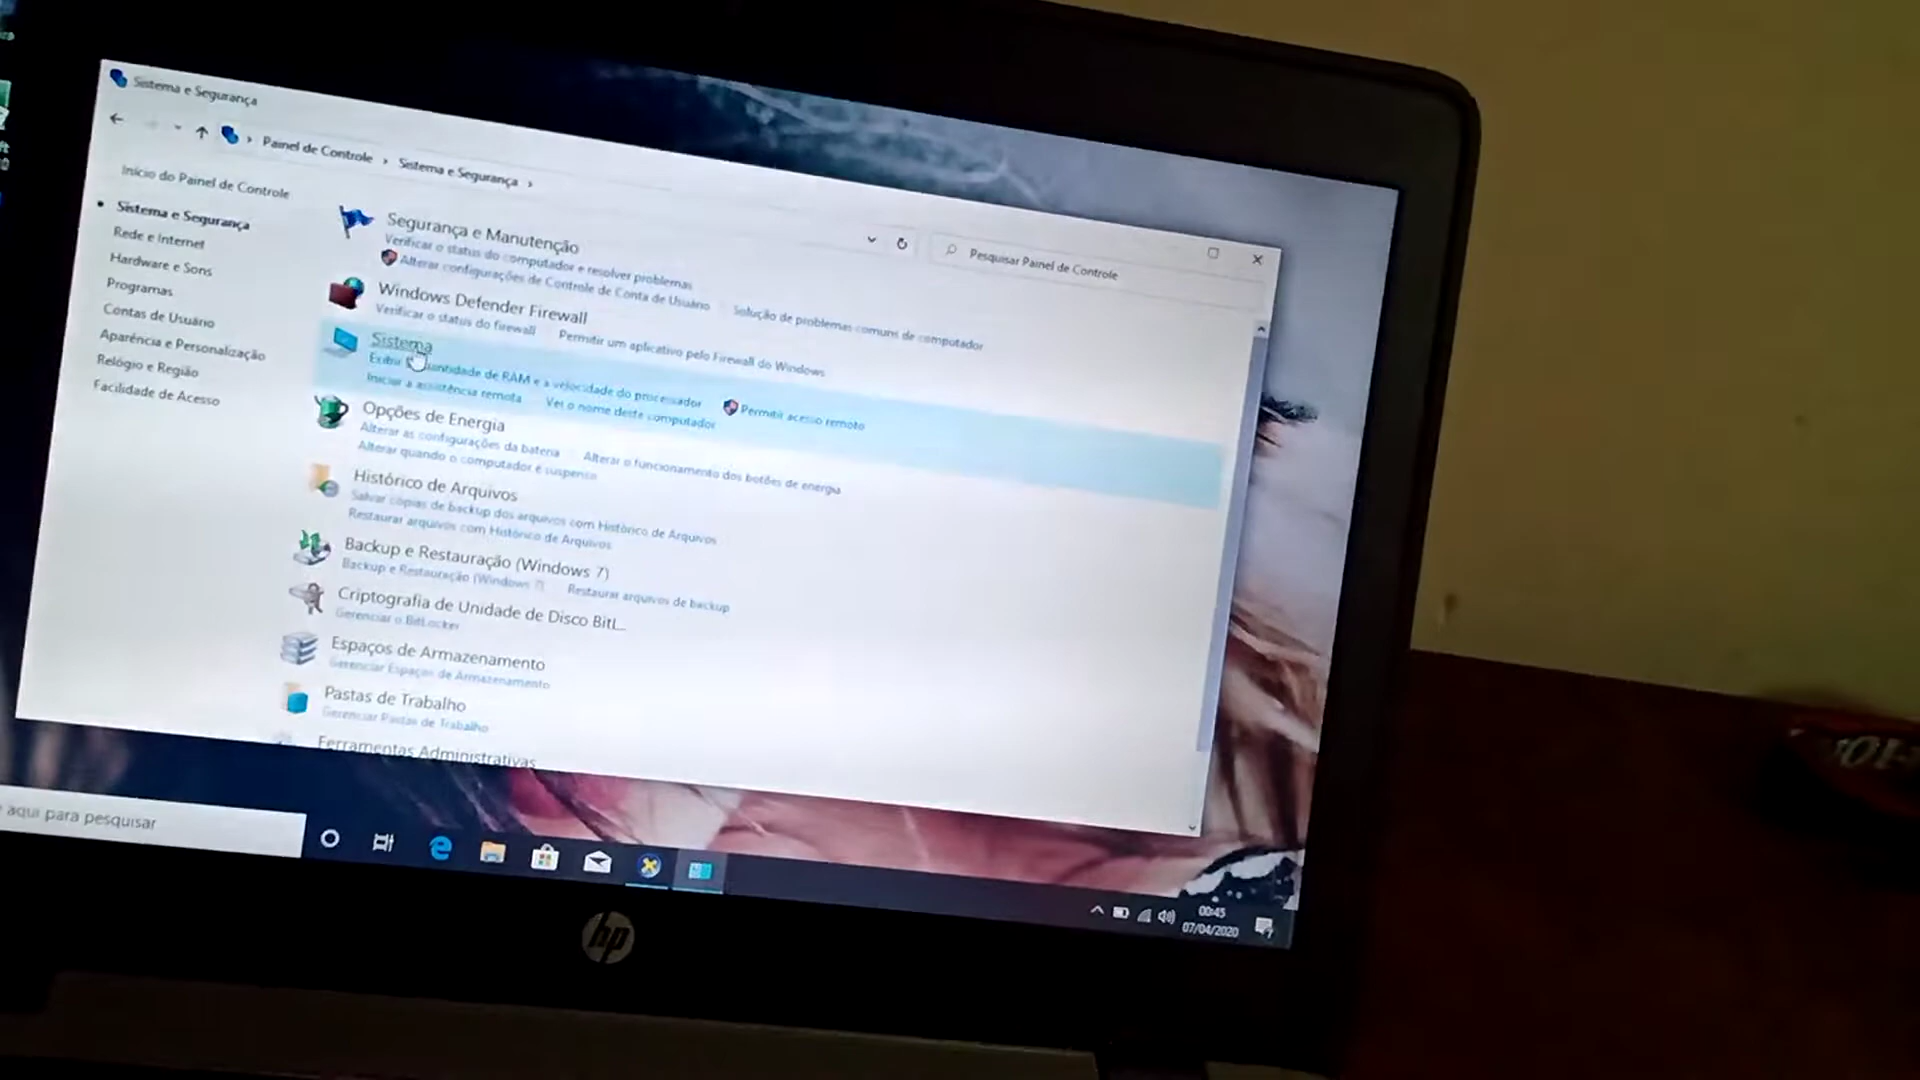 Sistema e Segurança
Painel de Controle › Sistema e Segurança ›
Pesquisar Painel de Controle
Início do Painel de Controle
Sistema e Segurança
Rede e Internet
Hardware e Sons
Programas
Contas de Usuário
Aparência e Personalização
Relógio e Região
Facilidade de Acesso
Segurança e Manutenção
Verificar o status do computador e resolver problemas
Alterar configurações de Controle de Conta de Usuário
Solução de problemas comuns de computador
Windows Defender Firewall
Verificar o status do firewall
Permitir um aplicativo pelo Firewall do Windows
Sistema
Exibir quantidade de RAM e a velocidade do processador
Permitir acesso remoto
Iniciar a assistência remota
Ver o nome deste computador
Opções de Energia
Alterar as configurações da bateria
Alterar o funcionamento dos botões de energia
Alterar quando o computador é suspenso
Histórico de Arquivos
Salvar cópias de backup dos arquivos com Histórico de Arquivos
Restaurar arquivos com Histórico de Arquivos
Backup e Restauração (Windows 7)
Backup e Restauração (Windows 7)
Restaurar arquivos de backup
Criptografia de Unidade de Disco BitL...
Gerenciar o BitLocker
Espaços de Armazenamento
Gerenciar Espaços de Armazenamento
Pastas de Trabalho
Gerenciar Pastas de Trabalho
Ferramentas Administrativas
aqui para pesquisar
00:45
07/04/2020
hp